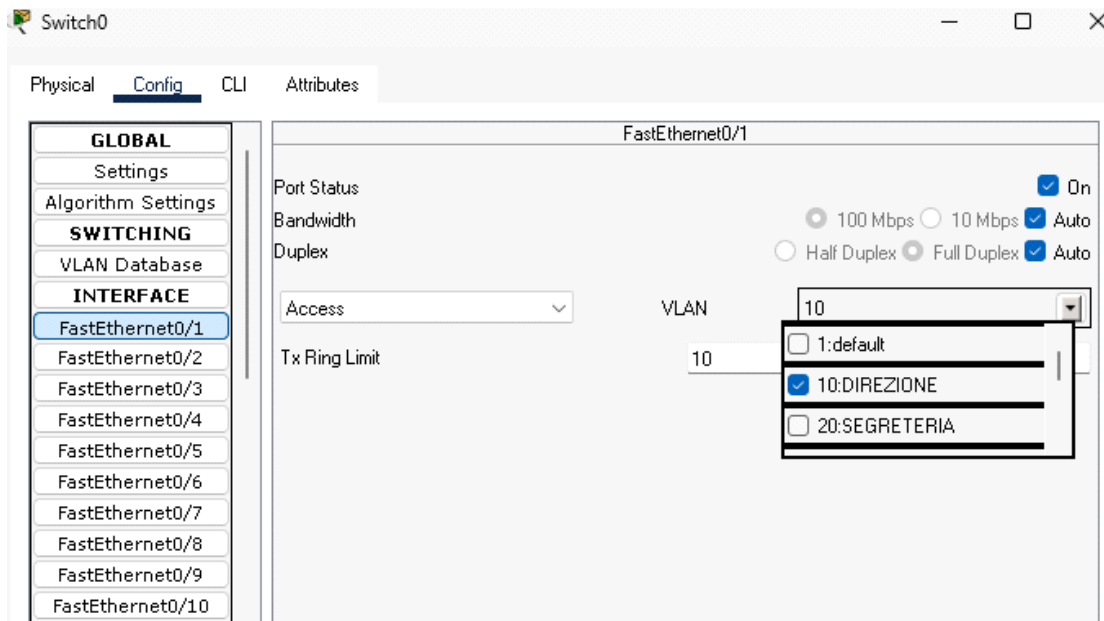 Switch0
Physical Config CLI Attributes
GLOBAL
Settings
Algorithm Settings
SWITCHING
VLAN Database
INTERFACE
FastEthernet0/1
FastEthernet0/2
FastEthernet0/3
FastEthernet0/4
FastEthernet0/5
FastEthernet0/6
FastEthernet0/7
FastEthernet0/8
FastEthernet0/9
FastEthernet0/10
FastEthernet0/1
Port Status On
Bandwidth 100 Mbps 10 Mbps Auto
Duplex Half Duplex Full Duplex Auto
Access VLAN 10
Tx Ring Limit 10
1:default
10:DIREZIONE
20:SEGRETERIA